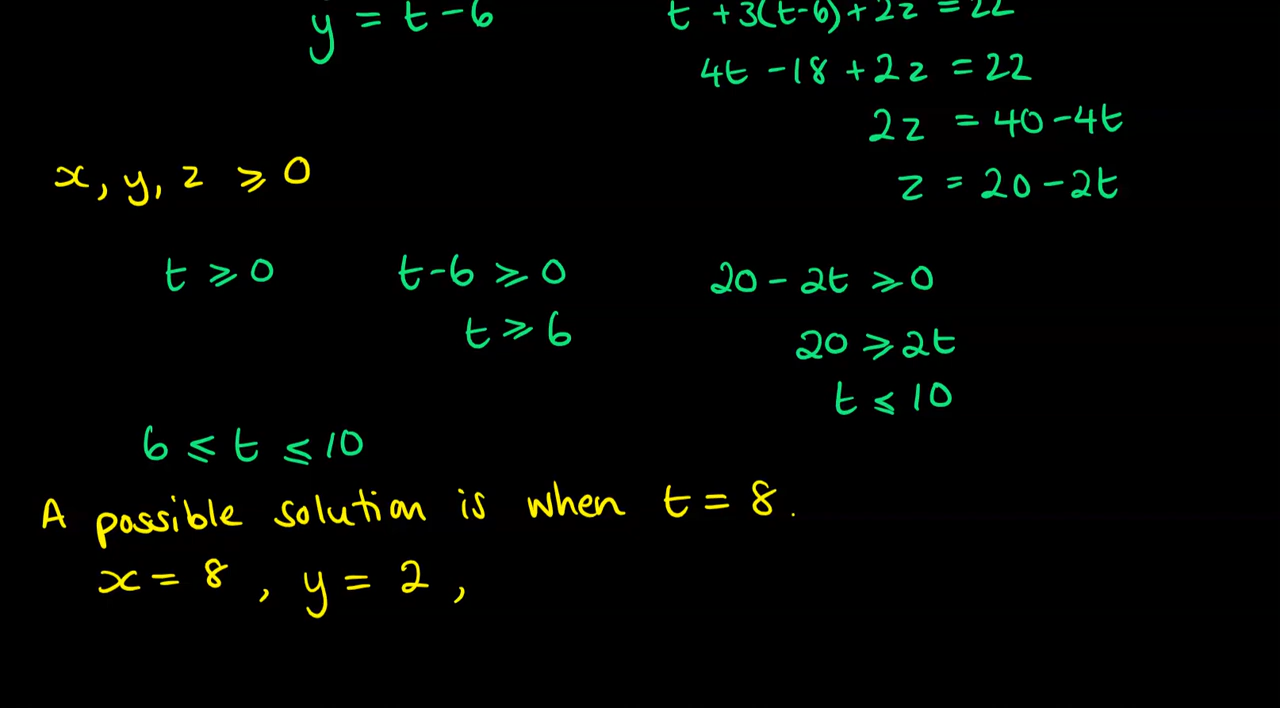 y = t - 6
t + 3(t-6) + 2z = 22
4t - 18 + 2z = 22
2z = 40 - 4t
z = 20 - 2t
x, y, z ⩾ 0
t ⩾ 0
t - 6 ⩾ 0
t ⩾ 6
20 - 2t ⩾ 0
20 ⩾ 2t
t ⩽ 10
6 ⩽ t ⩽ 10
A possible solution is when t = 8.
x = 8 , y = 2 ,